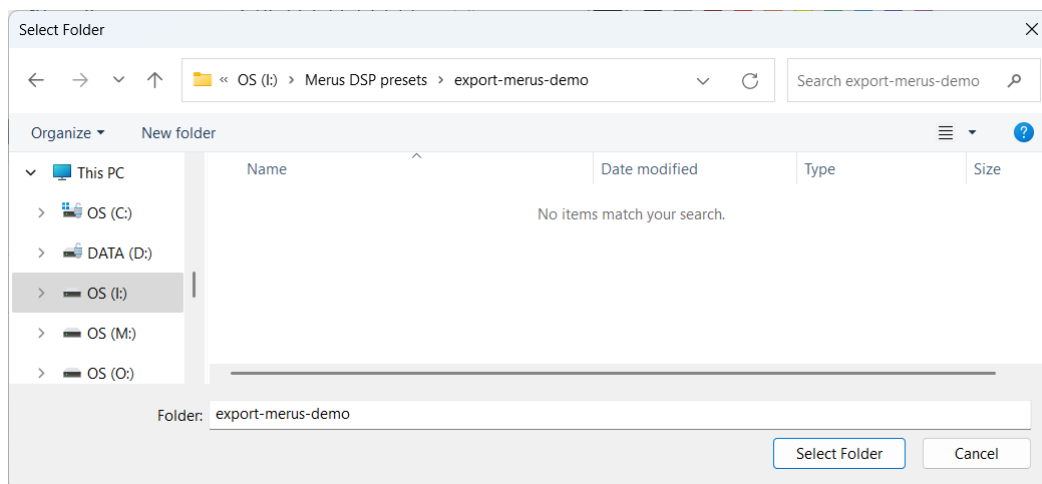 Select Folder
« OS (I:) > Merus DSP presets > export-merus-demo
Search export-merus-demo
Organize
New folder
Name
Date modified
Type
Size
This PC
OS (C:)
DATA (D:)
OS (I:)
OS (M:)
OS (O:)
No items match your search.
Folder: export-merus-demo
Select Folder
Cancel